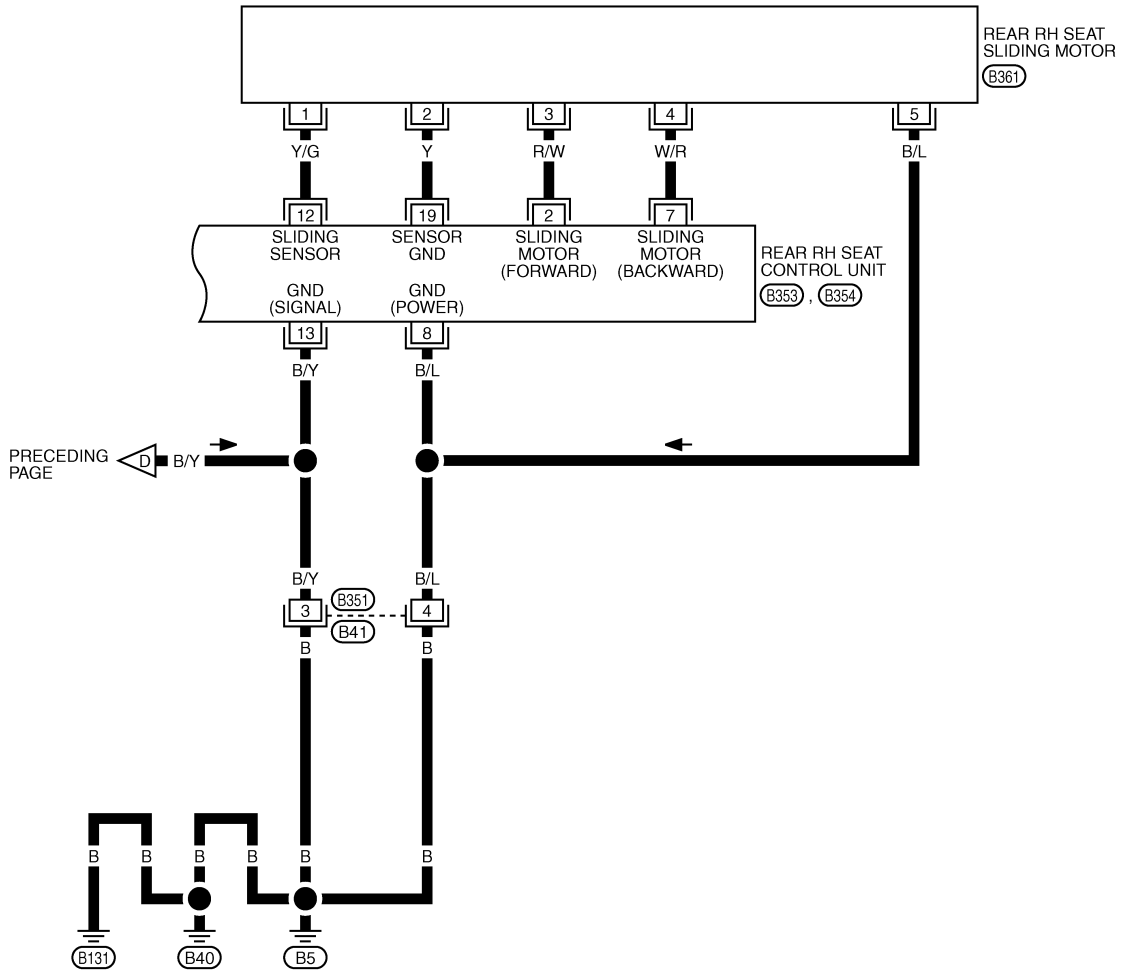 REAR RH SEAT
SLIDING MOTOR
B361
1 2 3 4 5
Y/G Y R/W W/R B/L
12 19 2 7
SLIDING
SENSOR
SENSOR
GND
SLIDING
MOTOR
(FORWARD)
SLIDING
MOTOR
(BACKWARD)
REAR RH SEAT
CONTROL UNIT
B353 , B354
GND
(SIGNAL)
GND
(POWER)
13 8
B/Y B/L
PRECEDING
PAGE
D B/Y
B/Y B/L
3 B351 4
B41
B B
B B B B B B
B131 B40 B5